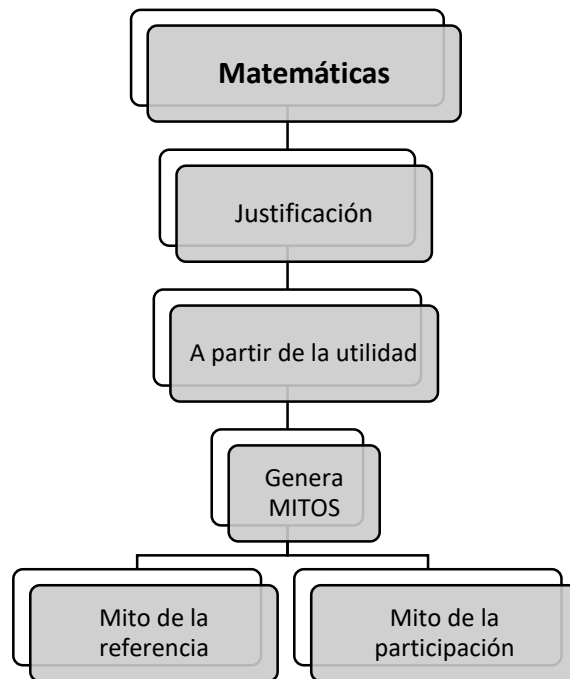 Matemáticas
Justificación
A partir de la utilidad
Genera
MITOS
Mito de la
referencia
Mito de la
participación